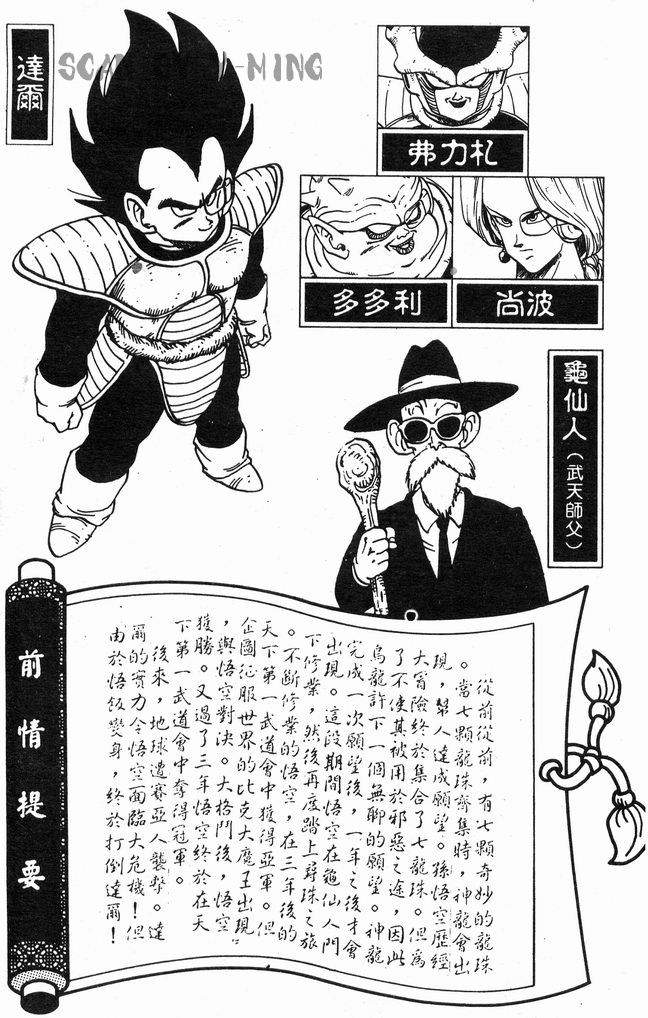 達爾
SCAN BY U-MING
弗力札
多多利
尚波
龜仙人(武天師父)
前情提要
從前從前，有七顆奇妙的龍珠
。當七顆龍珠齊集時，神龍會出
現，幫人達成願望。孫悟空歷經
大冒險終於集合了七龍珠。但為
了不使其被用於邪惡之途，因此
烏龍許下一個無聊的願望。神龍
完成一次願望後，一年之後才會
出現。這段期間悟空在龜仙人門
下修業，然後再度踏上尋珠之旅
。不斷修業的悟空，在三年後的
天下第一武道會中獲得亞軍。但
企圖征服世界的比克大魔王出現
，與悟空對決。大格鬥後，悟空
獲勝。又過了三年悟空終於在天
下第一武道會中奪得冠軍。
後來，地球遭賽亞人襲擊。達
爾的實力令悟空面臨大危機！但
由於悟飯變身，終於打倒達爾！